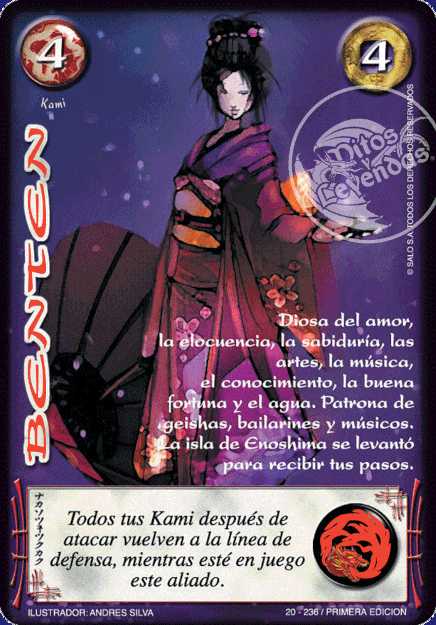 4
4
Kami
BENTEN
Mitos y
Leyendas
© SALO S.A. TODOS LOS DERECHOS RESERVADOS
Diosa del amor,
la elocuencia, la sabiduría, las
artes, la música,
el conocimiento, la buena
fortuna y el agua. Patrona de
geishas, bailarines y músicos.
La isla de Enoshima se levantó
para recibir tus pasos.
Todos tus Kami después de
atacar vuelven a la línea de
defensa, mientras esté en juego
este aliado.
ILUSTRADOR: ANDRES SILVA
20 - 236 / PRIMERA EDICION